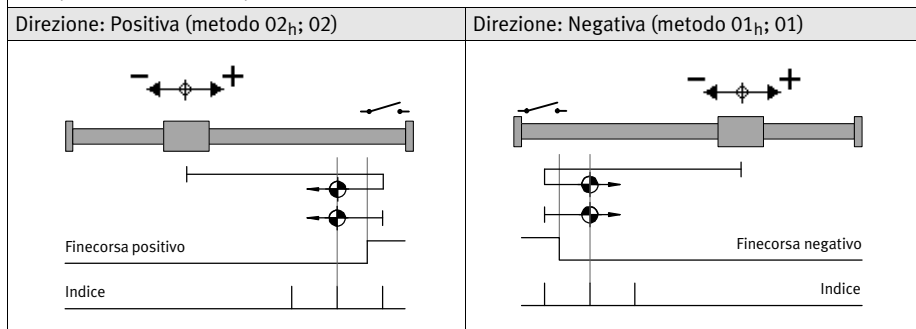 Direzione: Positiva (metodo 02h; 02)
Direzione: Negativa (metodo 01h; 01)
− +
Finecorsa positivo
Indice
− +
Finecorsa negativo
Indice